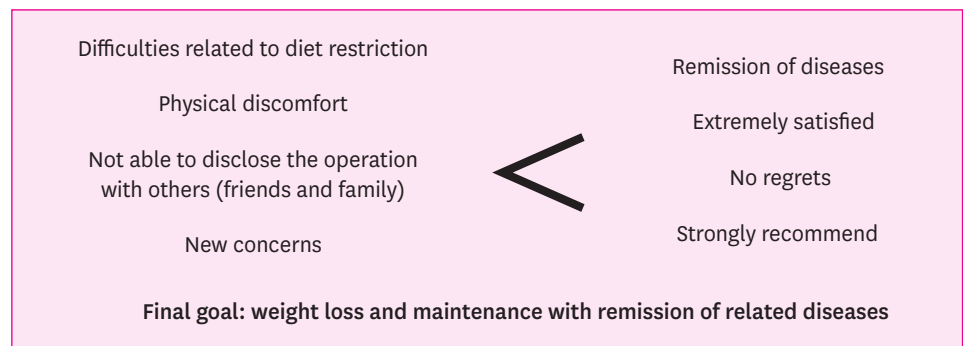 Difficulties related to diet restriction
Physical discomfort
Not able to disclose the operation
with others (friends and family)
New concerns
<
Remission of diseases
Extremely satisfied
No regrets
Strongly recommend
Final goal: weight loss and maintenance with remission of related diseases